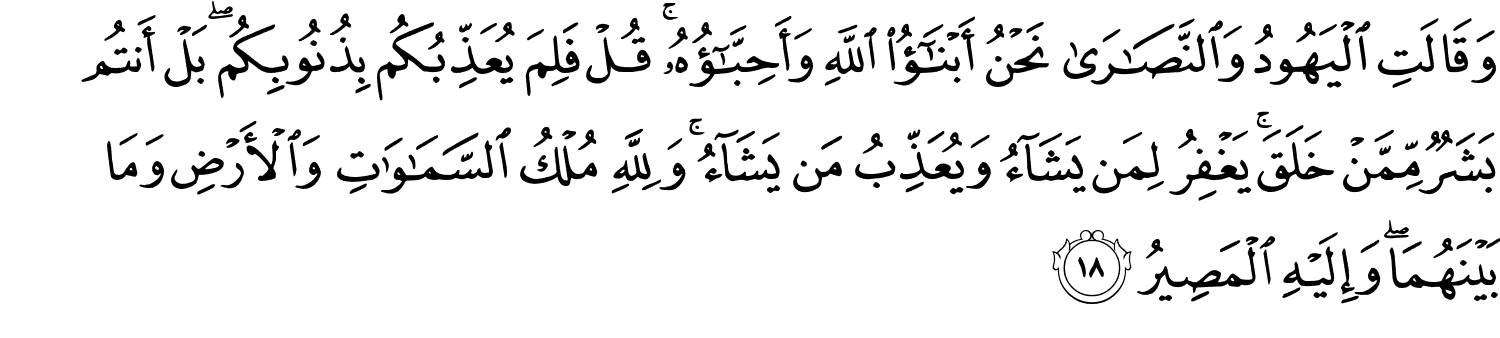 وَقَالَتِ ٱلْيَهُودُ وَٱلنَّصَـٰرَىٰ نَحْنُ أَبْنَـٰٓؤُا۟ ٱللَّهِ وَأَحِبَّـٰٓؤُهُۥ ۚ قُلْ فَلِمَ يُعَذِّبُكُم بِذُنُوبِكُم ۖ بَلْ أَنتُم
بَشَرٌ مِّمَّنْ خَلَقَ ۚ يَغْفِرُ لِمَن يَشَآءُ وَيُعَذِّبُ مَن يَشَآءُ ۚ وَلِلَّهِ مُلْكُ ٱلسَّمَـٰوَٰتِ وَٱلْأَرْضِ وَمَا
بَيْنَهُمَا ۖ وَإِلَيْهِ ٱلْمَصِيرُ ١٨